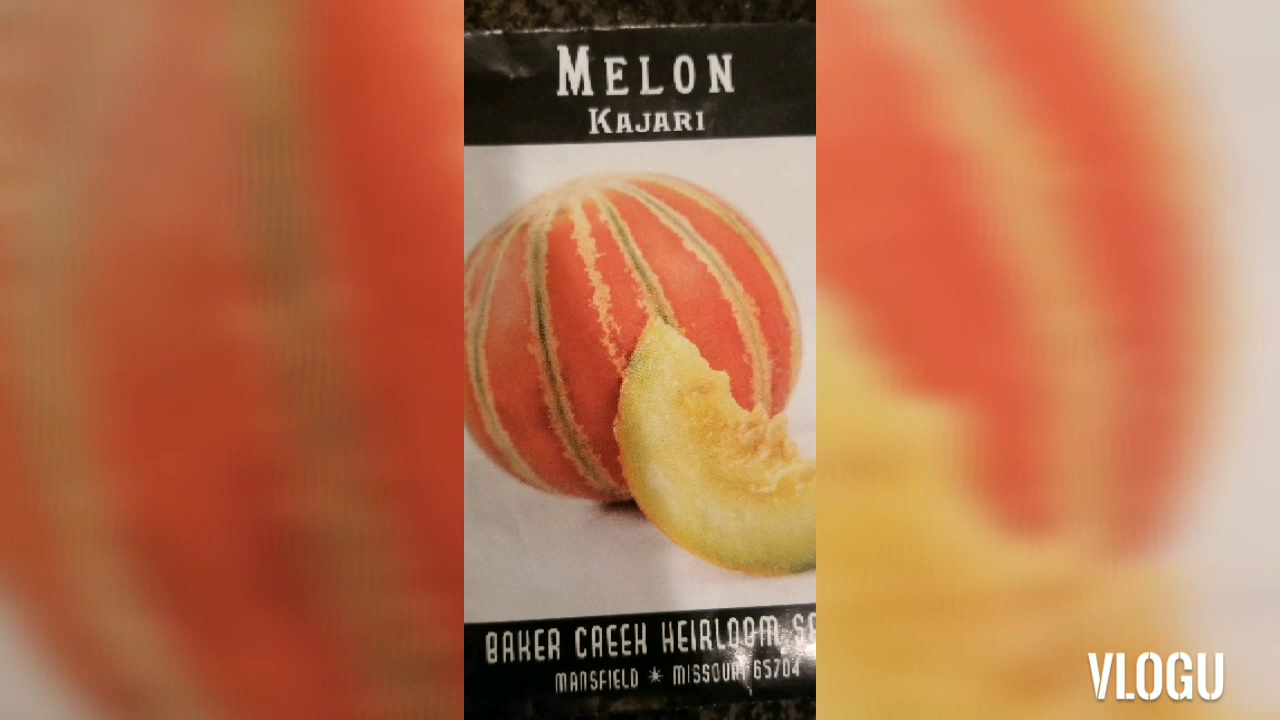 MELON
KAJARI
BAKER CREEK HEIRLOOM
MANSFIELD * MISSOURI 65704
VLOGU